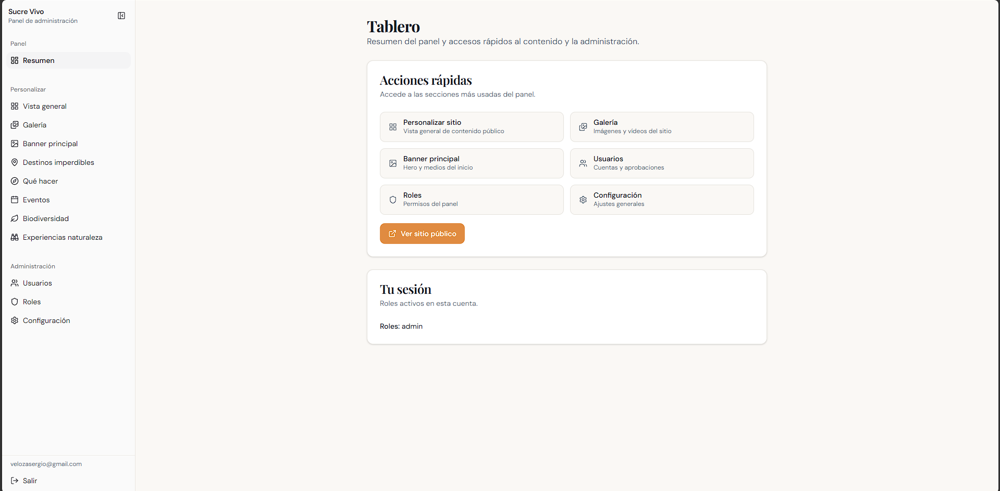 Sucre Vivo
Panel de administración
Panel
Resumen
Personalizar
Vista general
Galería
Banner principal
Destinos imperdibles
Qué hacer
Eventos
Biodiversidad
Experiencias naturaleza
Administración
Usuarios
Roles
Configuración
velozasergio@gmail.com
Salir
Tablero
Resumen del panel y accesos rápidos al contenido y la administración.
Acciones rápidas
Accede a las secciones más usadas del panel.
Personalizar sitio
Vista general de contenido público
Galería
Imágenes y vídeos del sitio
Banner principal
Hero y medios del inicio
Usuarios
Cuentas y aprobaciones
Roles
Permisos del panel
Configuración
Ajustes generales
Ver sitio público
Tu sesión
Roles activos en esta cuenta.
Roles: admin